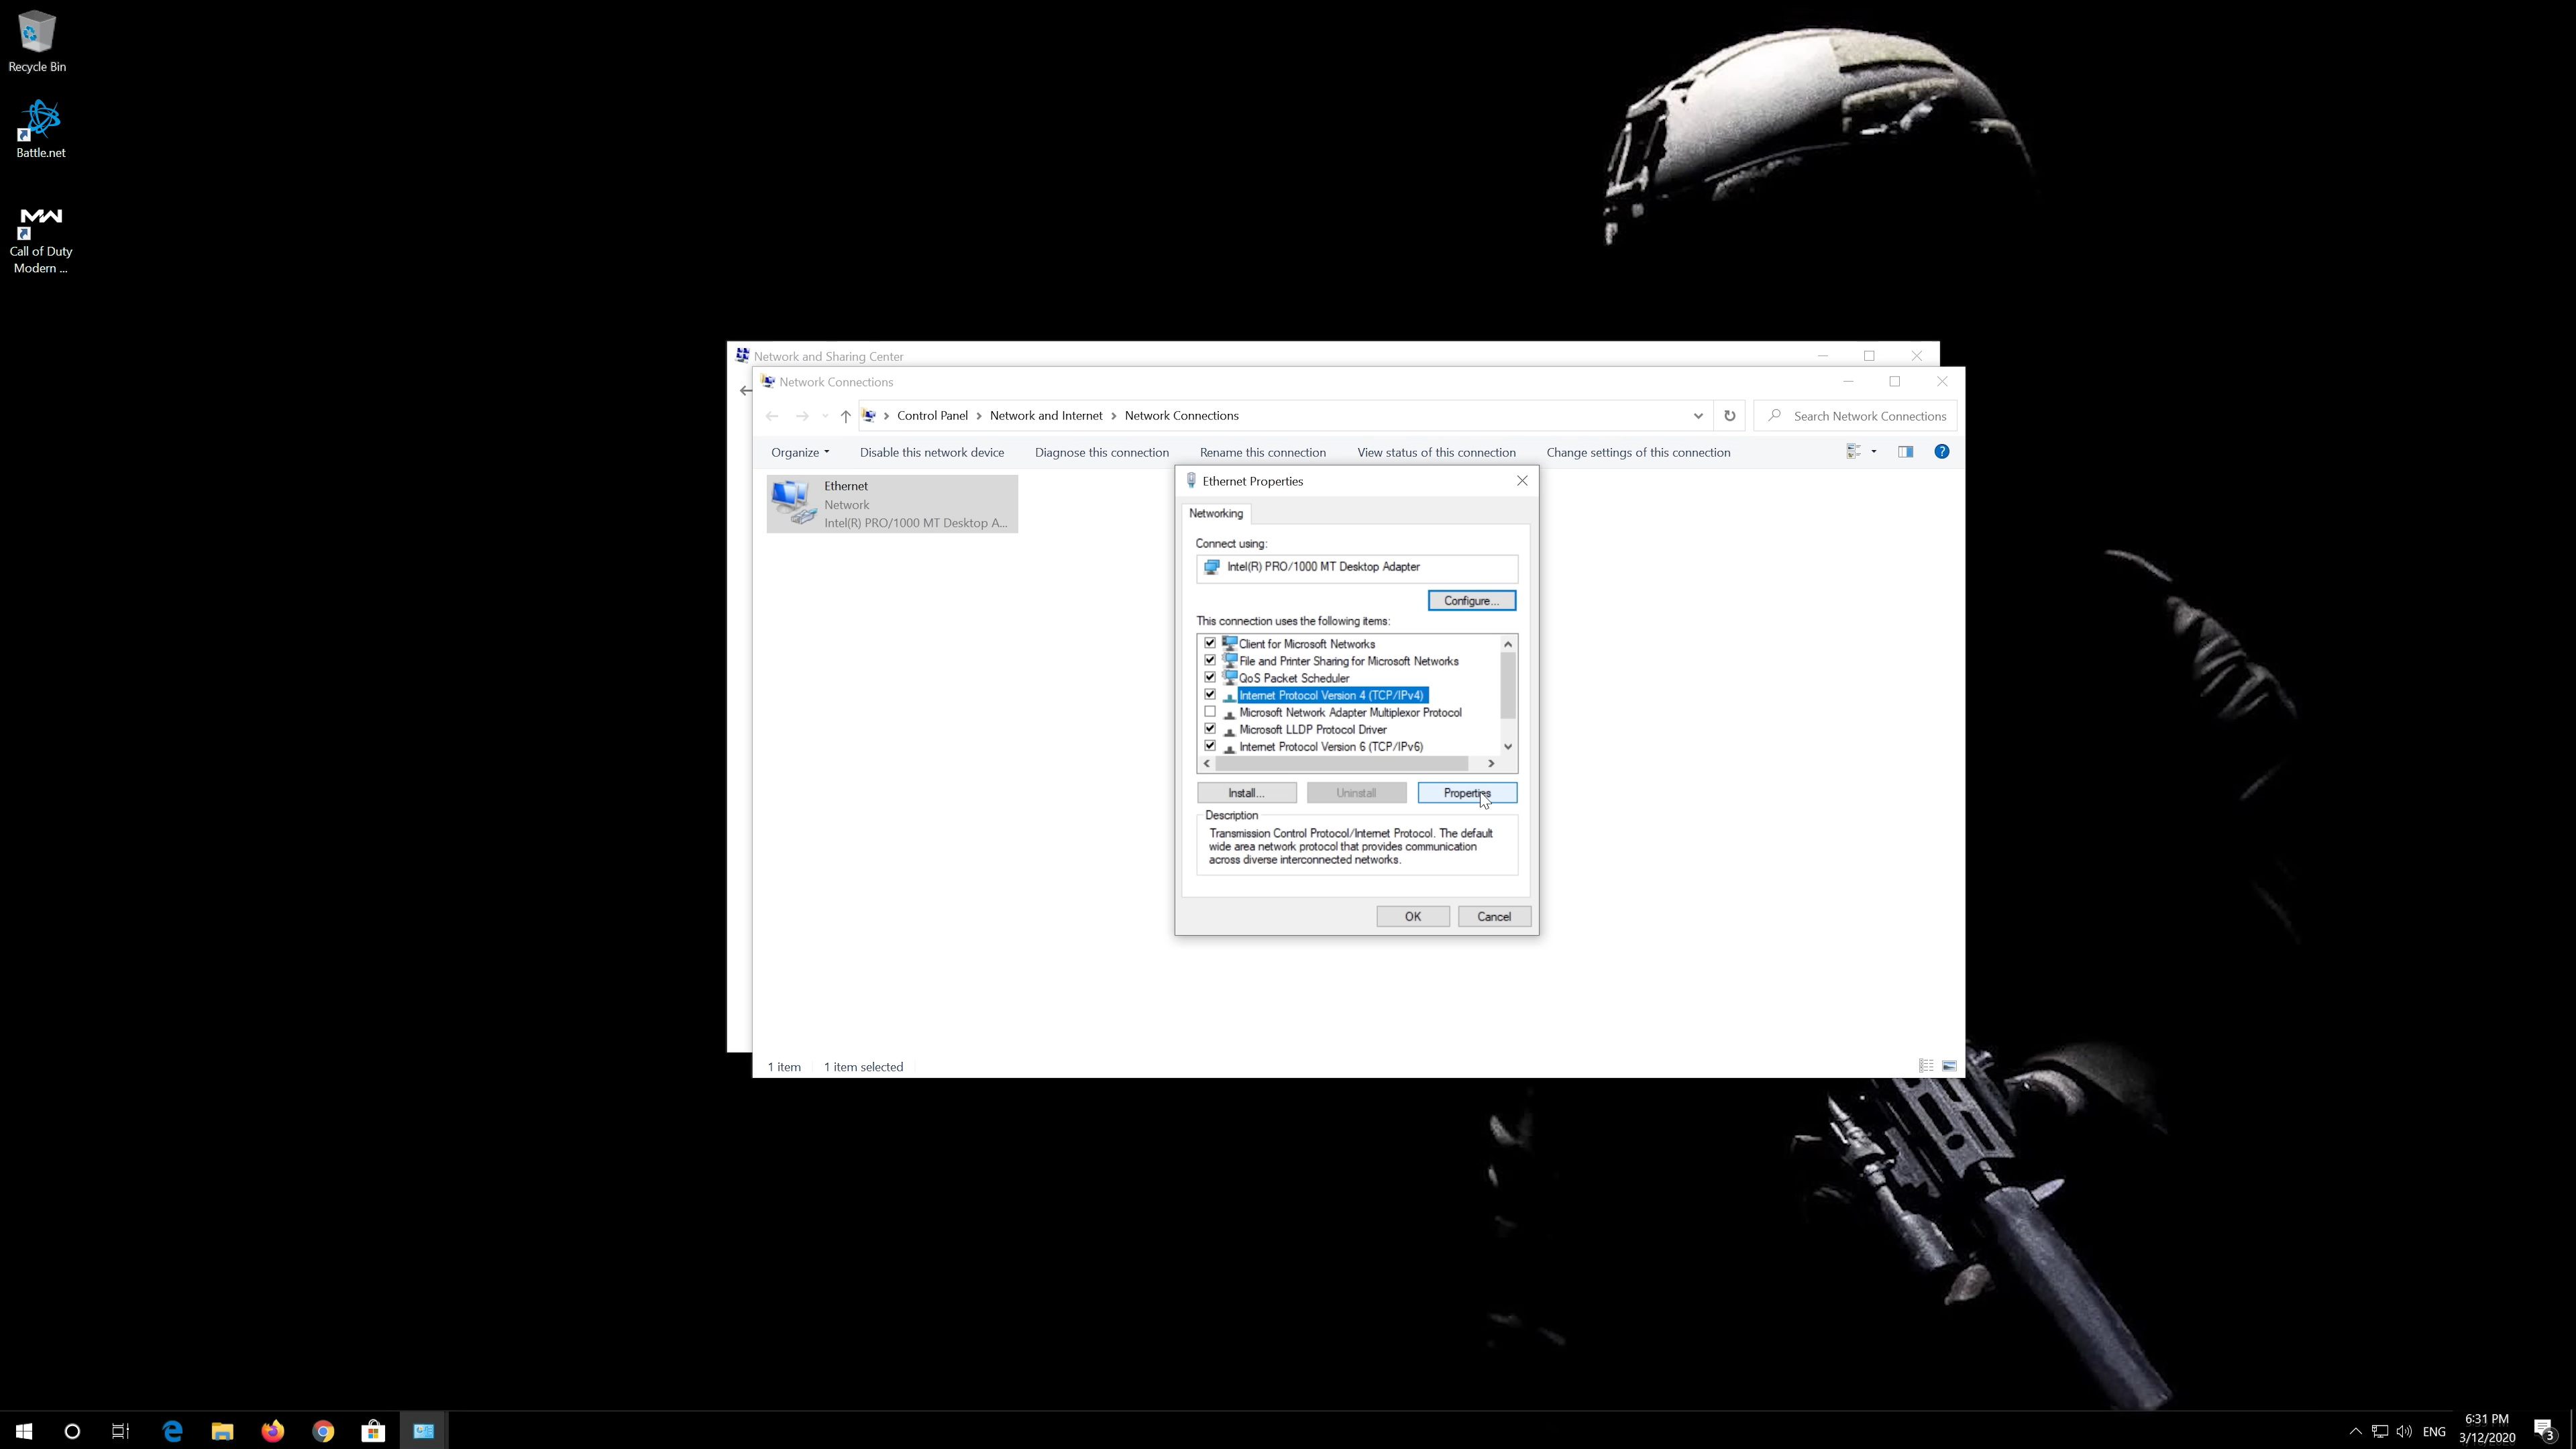 Recycle Bin
Battle.net
MW
Call of Duty
Modern ...
Network and Sharing Center
Network Connections
Control Panel > Network and Internet > Network Connections
Search Network Connections
Organize
Disable this network device
Diagnose this connection
Rename this connection
View status of this connection
Change settings of this connection
Ethernet
Network
Intel(R) PRO/1000 MT Desktop A...
Ethernet Properties
Networking
Connect using:
Intel(R) PRO/1000 MT Desktop Adapter
Configure...
This connection uses the following items:
Client for Microsoft Networks
File and Printer Sharing for Microsoft Networks
QoS Packet Scheduler
Internet Protocol Version 4 (TCP/IPv4)
Microsoft Network Adapter Multiplexor Protocol
Microsoft LLDP Protocol Driver
Internet Protocol Version 6 (TCP/IPv6)
Install...
Uninstall
Properties
Description
Transmission Control Protocol/Internet Protocol. The default
wide area network protocol that provides communication
across diverse interconnected networks.
OK
Cancel
1 item
1 item selected
ENG
6:31 PM
3/12/2020
3